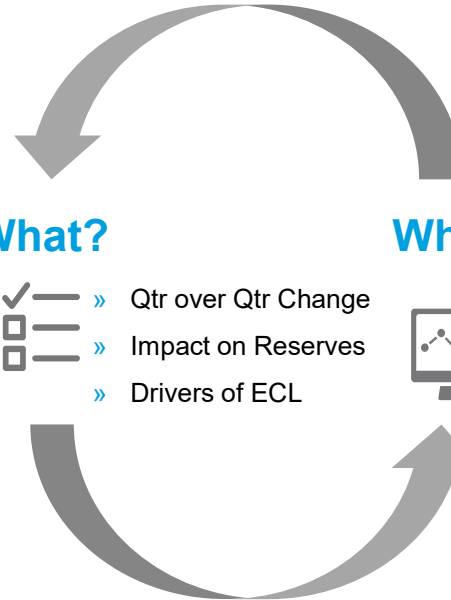 What?
» Qtr over Qtr Change
» Impact on Reserves
» Drivers of ECL